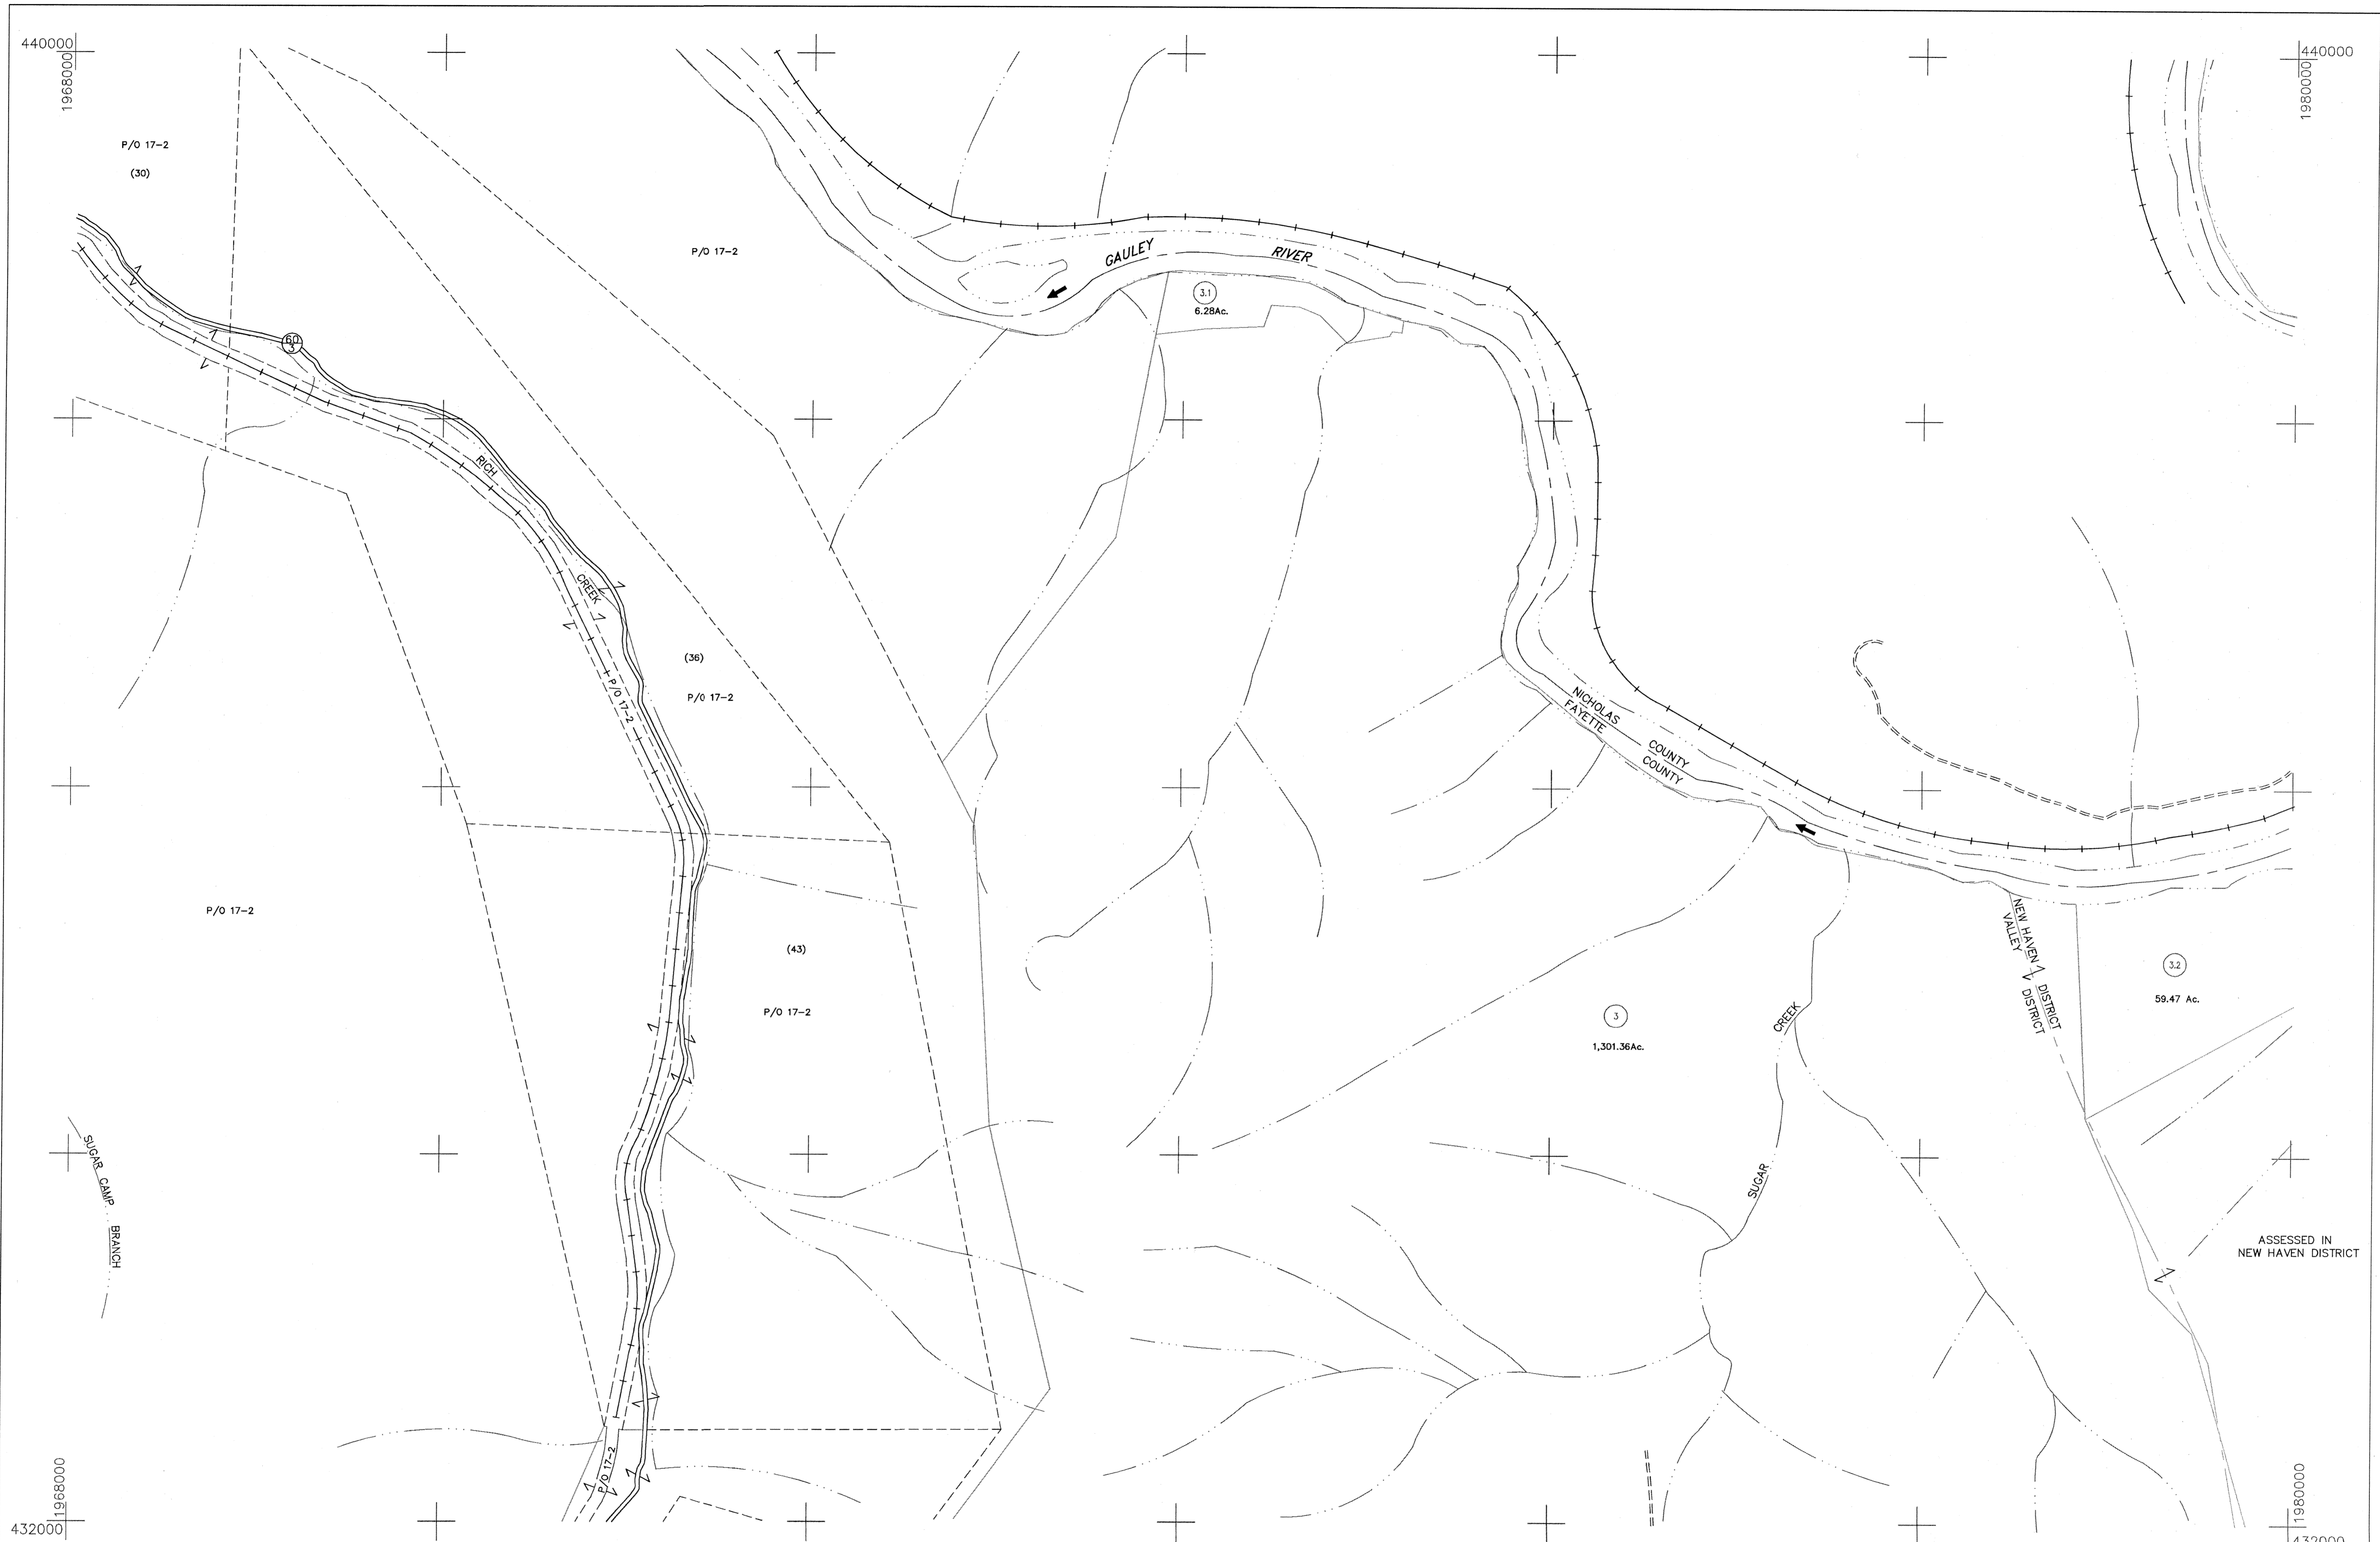 440000
1968000
440000
1980000
P/O 17-2
(30)
P/O 17-2
GAULEY RIVER
3.1
6.28Ac.
60
3
RICH
CREEK
(36)
P/O 17-2
P/O 17-2
NICHOLAS COUNTY
FAYETTE COUNTY
P/O 17-2
(43)
P/O 17-2
NEW HAVEN DISTRICT
VALLEY DISTRICT
3.2
59.47 Ac.
3
1,301.36Ac.
SUGAR CREEK
SUGAR CAMP BRANCH
ASSESSED IN
NEW HAVEN DISTRICT
P/O 17-2
1968000
432000
1980000
432000